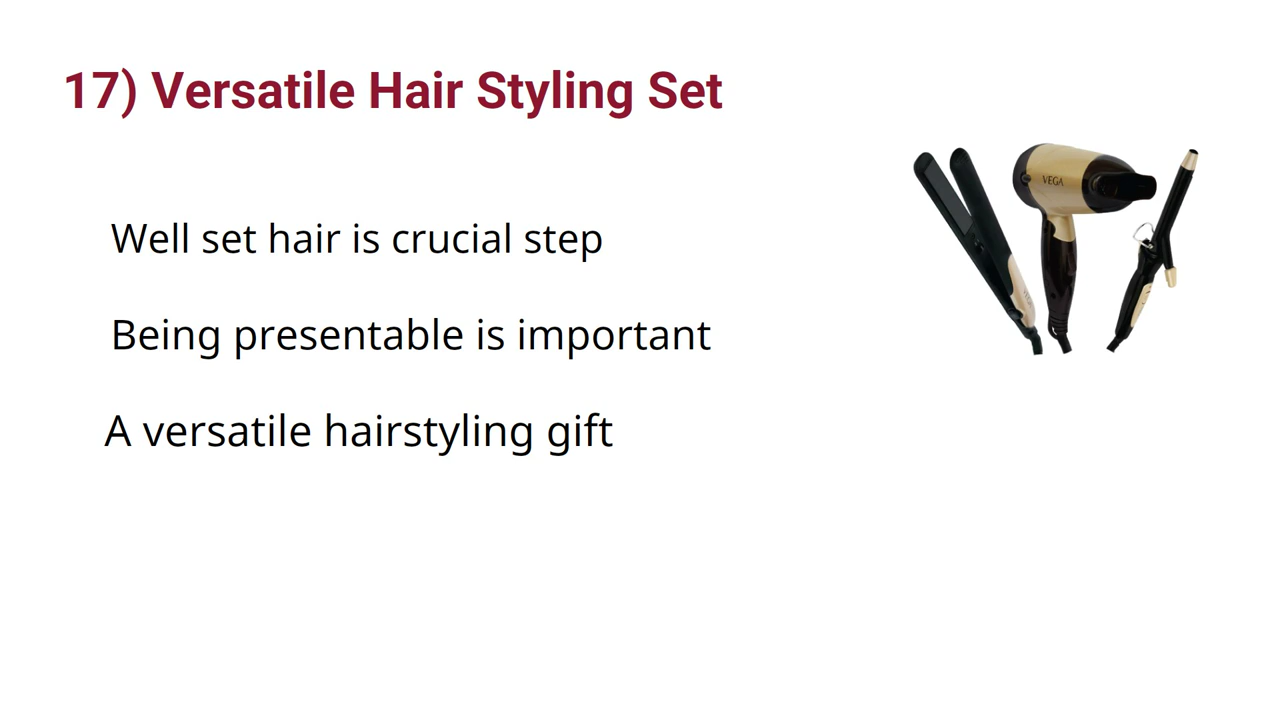 17) Versatile Hair Styling Set
VEGA
Well set hair is crucial step
Being presentable is important
A versatile hairstyling gift